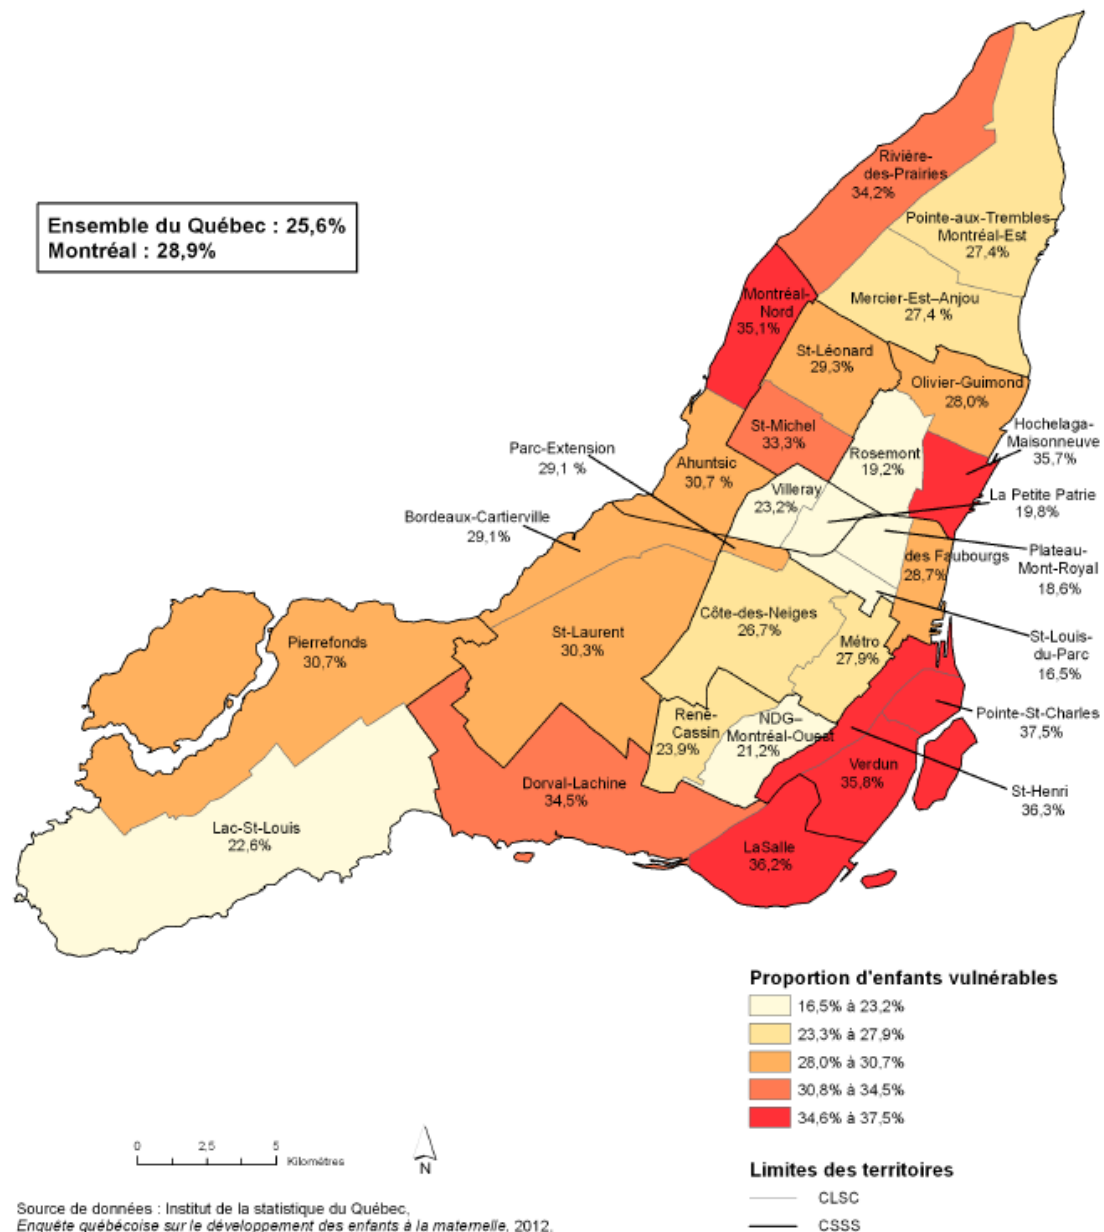 Ensemble du Québec : 25,6%
Montréal : 28,9%
Rivière-
des-Prairies
34,2%
Pointe-aux-Trembles-
Montréal-Est
27,4%
Montréal-
Nord
35,1%
Mercier-Est–Anjou
27,4 %
St-Léonard
29,3%
Olivier-Guimond
28,0%
St-Michel
33,3%
Hochelaga-
Maisonneuve
35,7%
Parc-Extension
29,1 %
Ahuntsic
30,7 %
Rosemont
19,2%
Villeray
23,2%
La Petite Patrie
19,8%
Bordeaux-Cartierville
29,1%
des Faubourgs
28,7%
Plateau-
Mont-Royal
18,6%
Pierrefonds
30,7%
St-Laurent
30,3%
Côte-des-Neiges
26,7%
Métro
27,9%
St-Louis-
du-Parc
16,5%
René-
Cassin
23,9%
NDG–
Montréal-Ouest
21,2%
Pointe-St-Charles
37,5%
Dorval-Lachine
34,5%
Verdun
35,8%
St-Henri
36,3%
Lac-St-Louis
22,6%
LaSalle
36,2%
Proportion d'enfants vulnérables
16,5% à 23,2%
23,3% à 27,9%
28,0% à 30,7%
30,8% à 34,5%
34,6% à 37,5%
0 2,5 5
Kilométres
N
Limites des territoires
CLSC
CSSS
Source de données : Institut de la statistique du Québec,
Enquête québécoise sur le développement des enfants à la maternelle, 2012.